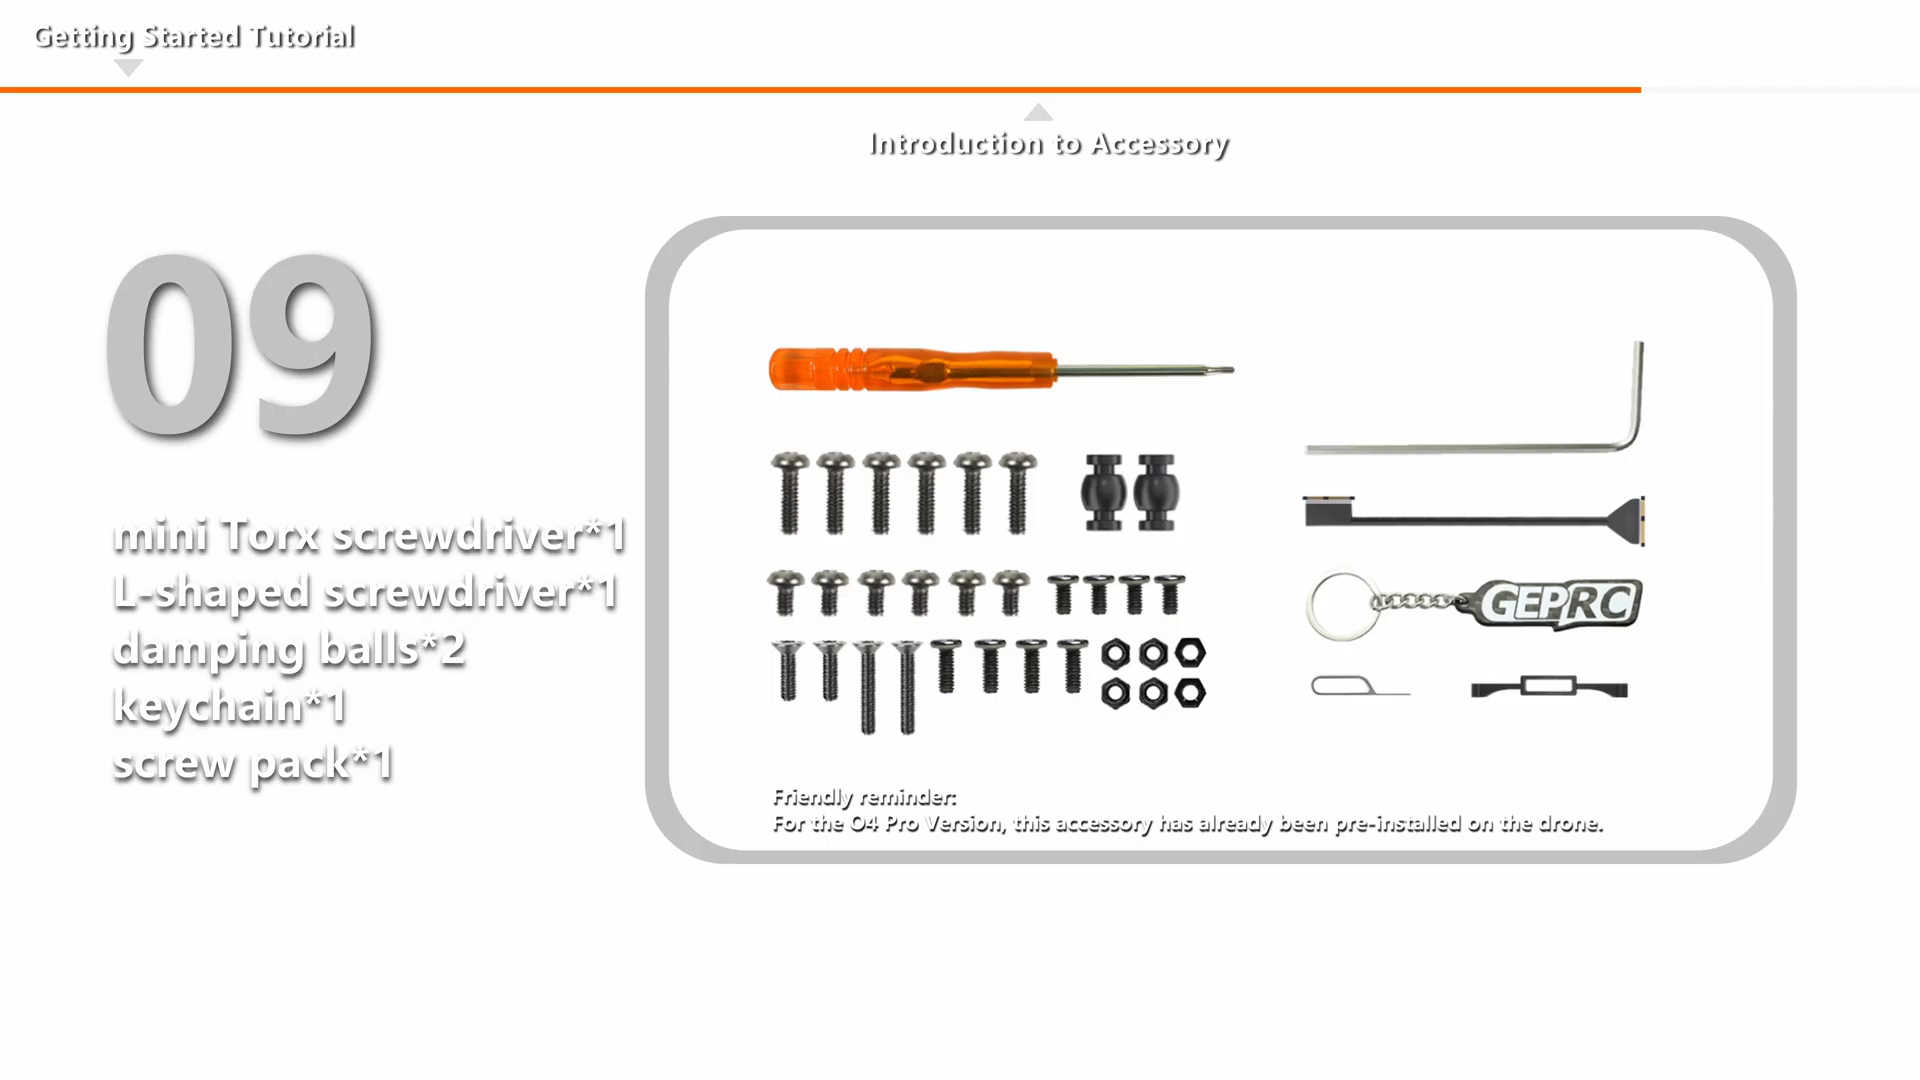 Getting Started Tutorial
Introduction to Accessory
09
mini Torx screwdriver*1
L-shaped screwdriver*1
damping balls*2
keychain*1
screw pack*1
GEPRC
Friendly reminder:
For the O4 Pro Version, this accessory has already been pre-installed on the drone.